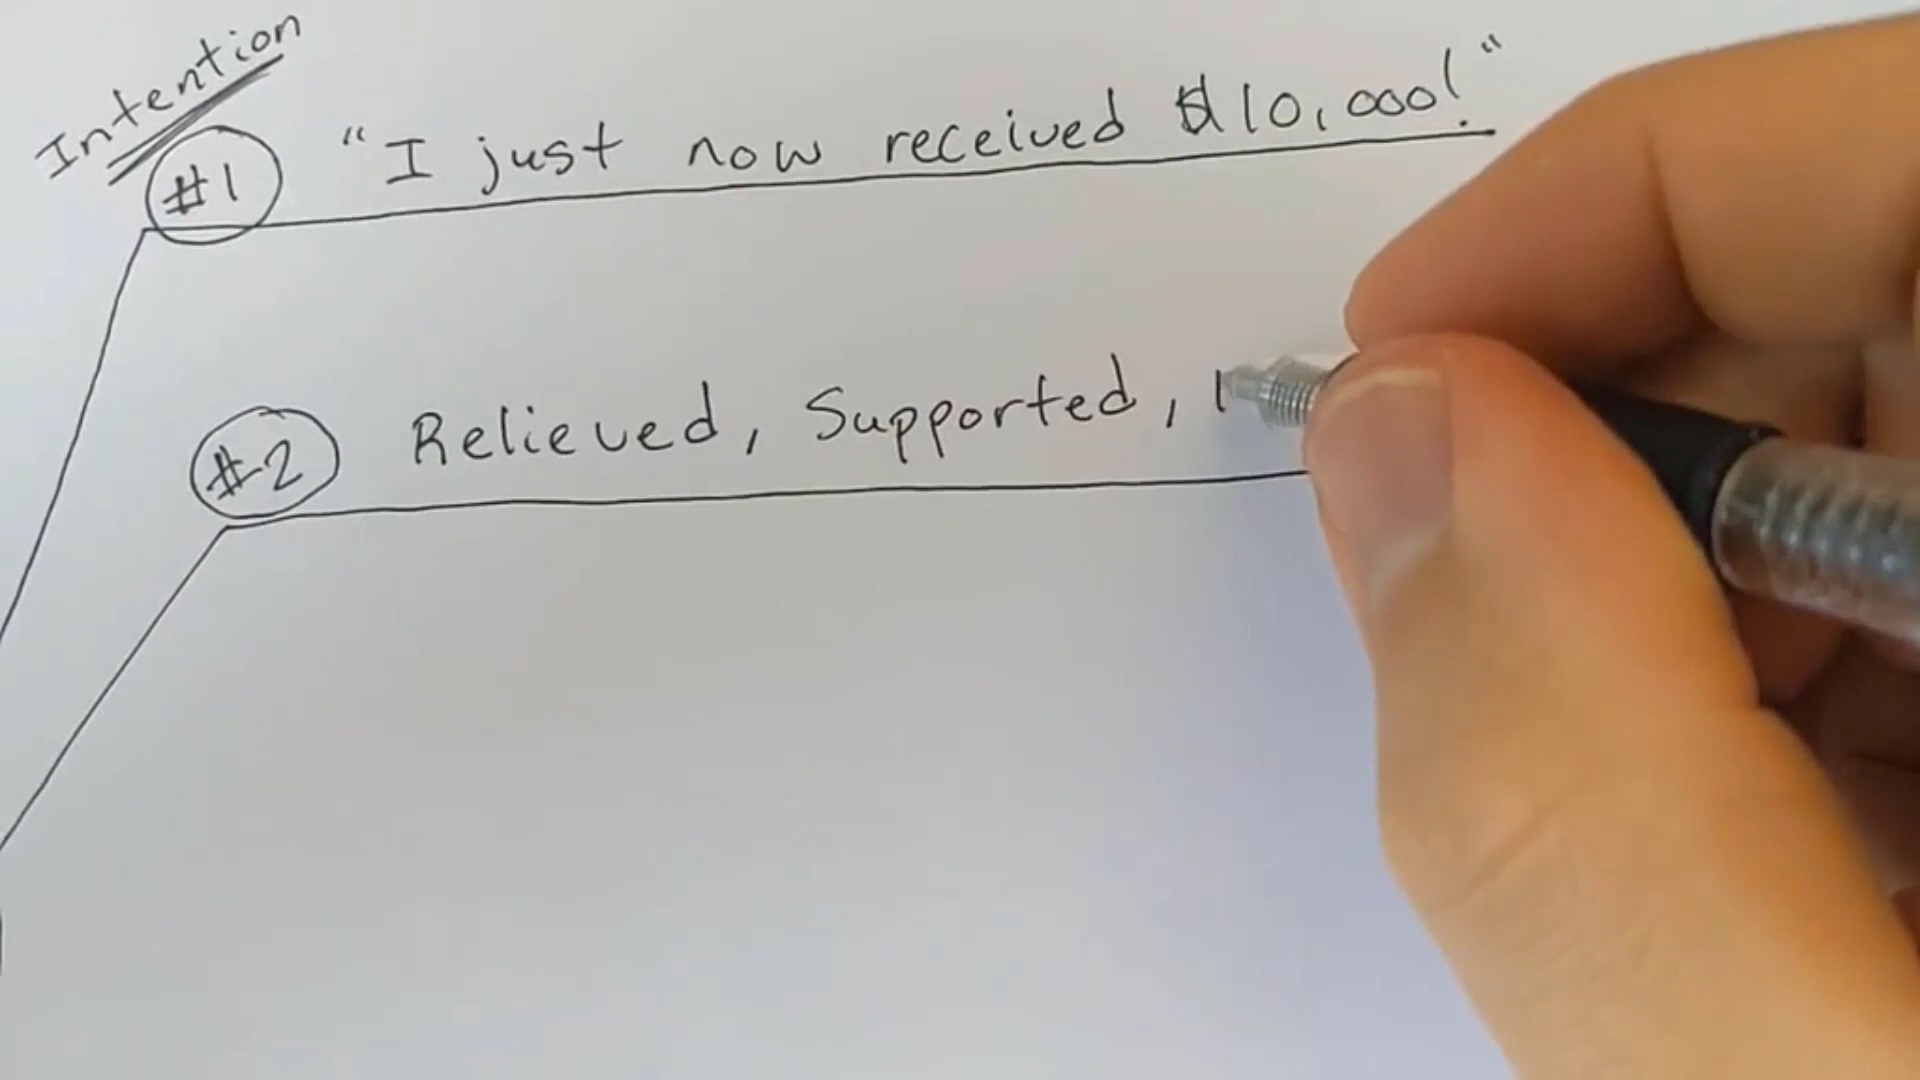 Intention
#1 "I just now received $10,000!"
#2 Relieved, Supported,